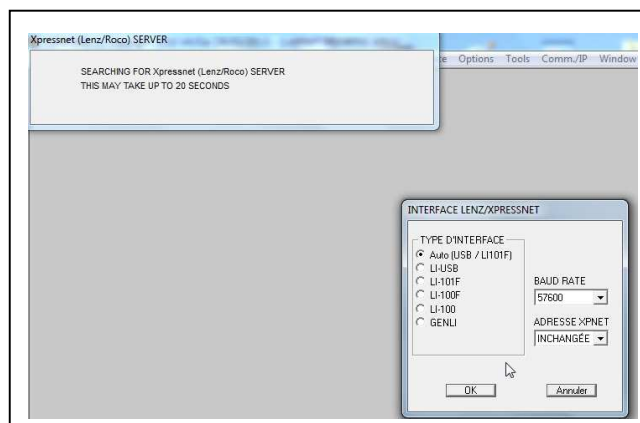 Xpressnet (Lenz/Roco) SERVER
SEARCHING FOR Xpressnet (Lenz/Roco) SERVER
THIS MAY TAKE UP TO 20 SECONDS
Options Tools Comm./IP Window
INTERFACE LENZ/XPRESSNET
TYPE D'INTERFACE
Auto (USB / LI101F)
LI-USB
LI-101F
LI-100F
LI-100
GENLI
BAUD RATE
57600
ADRESSE XPNET
INCHANGÉE
OK
Annuler